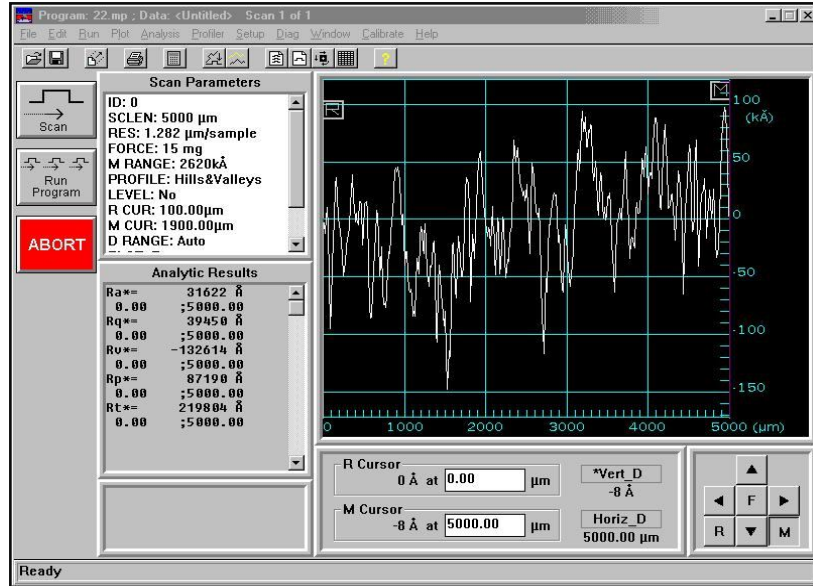 Program: 22.mp ; Data: <Untitled> Scan 1 of 1
File Edit Run Plot Analysis Profiler Setup Diag Window Calibrate Help
Scan
Run
Program
ABORT
Scan Parameters
ID: 0
SCLEN: 5000 µm
RES: 1.282 µm/sample
FORCE: 15 mg
M RANGE: 2620kÅ
PROFILE: Hills&Valleys
LEVEL: No
R CUR: 100.00µm
M CUR: 1900.00µm
D RANGE: Auto
Analytic Results
Ra*= 31622 Å
0.00 ;5000.00
Rq*= 39450 Å
0.00 ;5000.00
Rv*= -132614 Å
0.00 ;5000.00
Rp*= 87190 Å
0.00 ;5000.00
Rt*= 219804 Å
0.00 ;5000.00
R
M
100
(kÅ)
50
0
-50
-100
-150
0 1000 2000 3000 4000 5000 (µm)
R Cursor
0 Å at 0.00 µm
M Cursor
-8 Å at 5000.00 µm
*Vert_D
-8 Å
Horiz_D
5000.00 µm
F
R
M
Ready